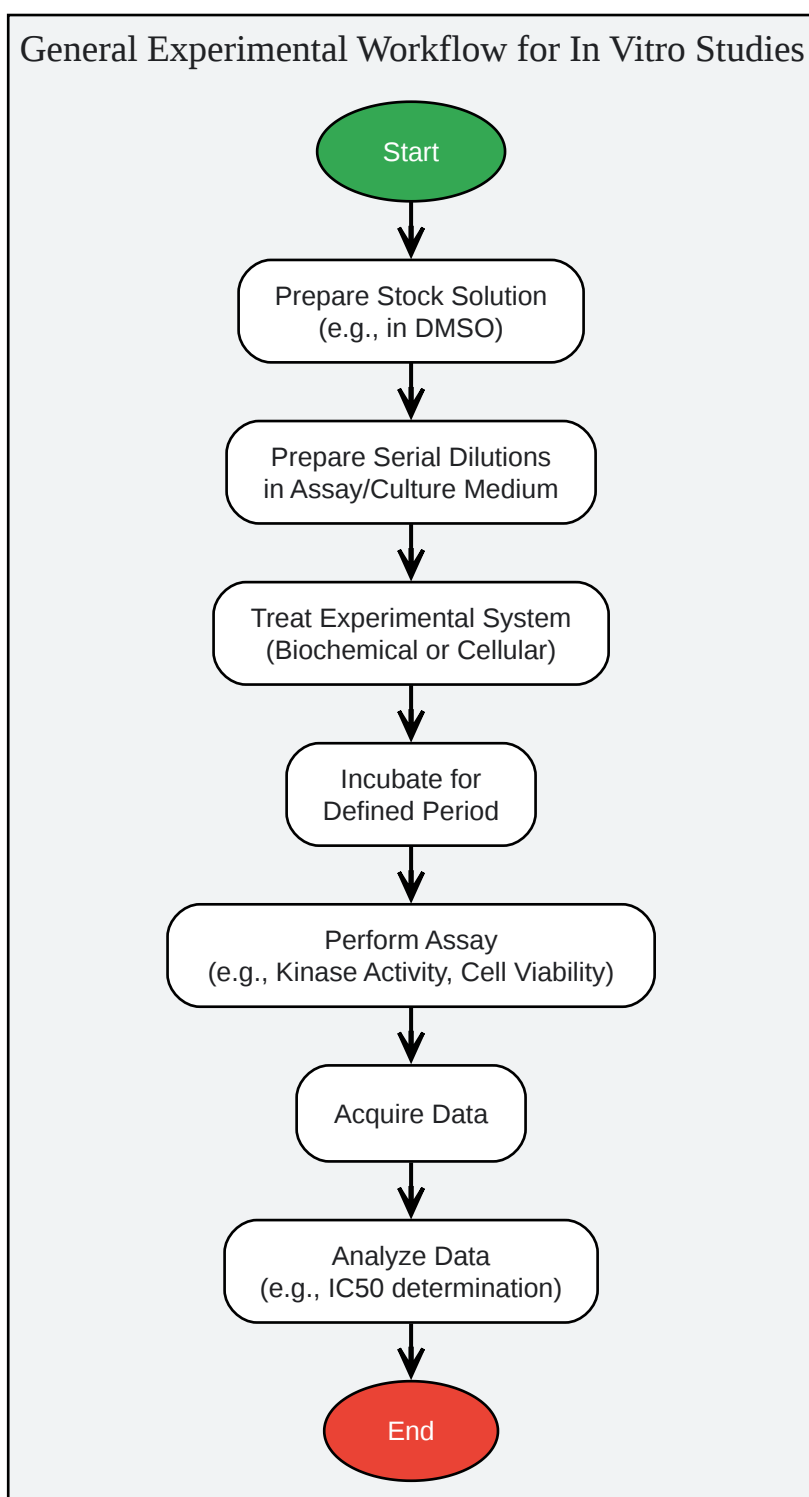 General Experimental Workflow for In Vitro Studies
Start
Prepare Stock Solution
(e.g., in DMSO)
Prepare Serial Dilutions
in Assay/Culture Medium
Treat Experimental System
(Biochemical or Cellular)
Incubate for
Defined Period
Perform Assay
(e.g., Kinase Activity, Cell Viability)
Acquire Data
Analyze Data
(e.g., IC50 determination)
End